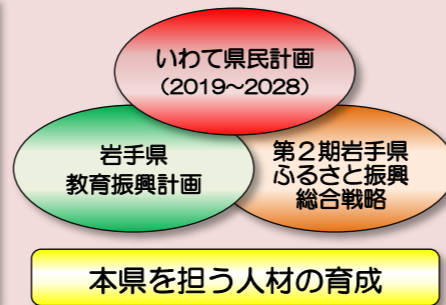 いわて県民計画
（2019～2028）
岩手県
教育振興計画
第２期岩手県
ふるさと振興
総合戦略
本県を担う人材の育成